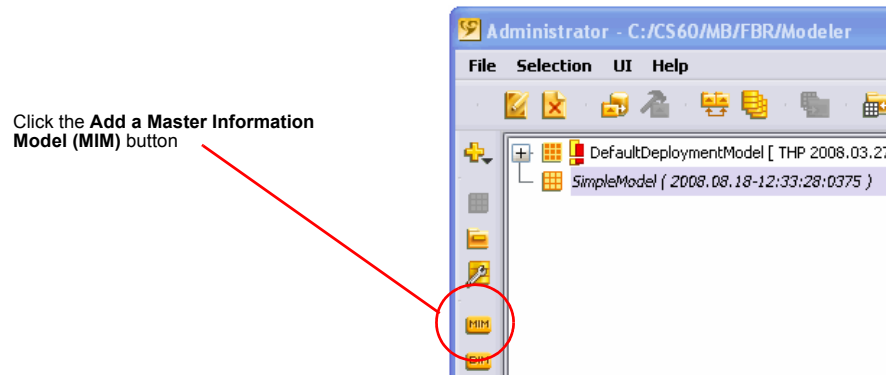 Administrator - C:/CS60/MB/FBR/Modeler
File Selection UI Help
Click the Add a Master Information
Model (MIM) button
DefaultDeploymentModel [ THP 2008.03.27
SimpleModel ( 2008.08.18-12:33:28:0375 )
MIM
DIM